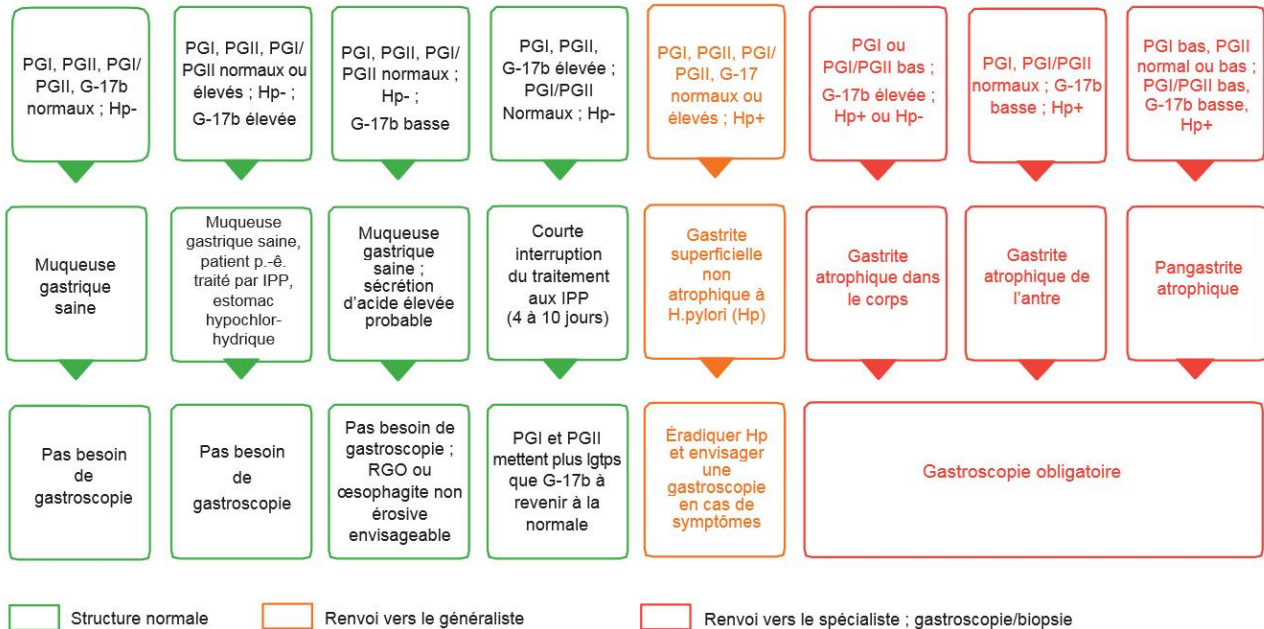 PGI, PGII, PGI/
PGII, G-17b
normaux ; Hp-
PGI, PGII, PGI/
PGII normaux ou
élevés ; Hp- ;
G-17b élevée
PGI, PGII, PGI/
PGII normaux ;
Hp- ;
G-17b basse
PGI, PGII,
G-17b élevée ;
PGI/PGII
Normaux ; Hp-
PGI, PGII, PGI/
PGII, G-17
normaux ou
élevés ; Hp+
PGI ou
PGI/PGII bas ;
G-17b élevée ;
Hp+ ou Hp-
PGI, PGI/PGII
normaux ; G-17b
basse ; Hp+
PGI bas, PGII
normal ou bas ;
PGI/PGII bas,
G-17b basse,
Hp+
Muqueuse
gastrique
saine
Muqueuse
gastrique saine,
patient p.-ê.
traité par IPP,
estomac
hypochlor-
hydrique
Muqueuse
gastrique
saine ;
sécrétion
d'acide élevée
probable
Courte
interruption
du traitement
aux IPP
(4 à 10 jours)
Gastrite
superficielle
non
atrophique à
H.pylori (Hp)
Gastrite
atrophique dans
le corps
Gastrite
atrophique de
l'antre
Pangastrite
atrophique
Pas besoin
de
gastroscopie
Pas besoin
de
gastroscopie
Pas besoin de
gastroscopie ;
RGO ou
œsophagite non
érosive
envisageable
PGI et PGII
mettent plus lgtps
que G-17b à
revenir à la
normale
Éradiquer Hp
et envisager
une
gastroscopie
en cas de
symptômes
Gastroscopie obligatoire
Structure normale
Renvoi vers le généraliste
Renvoi vers le spécialiste ; gastroscopie/biopsie